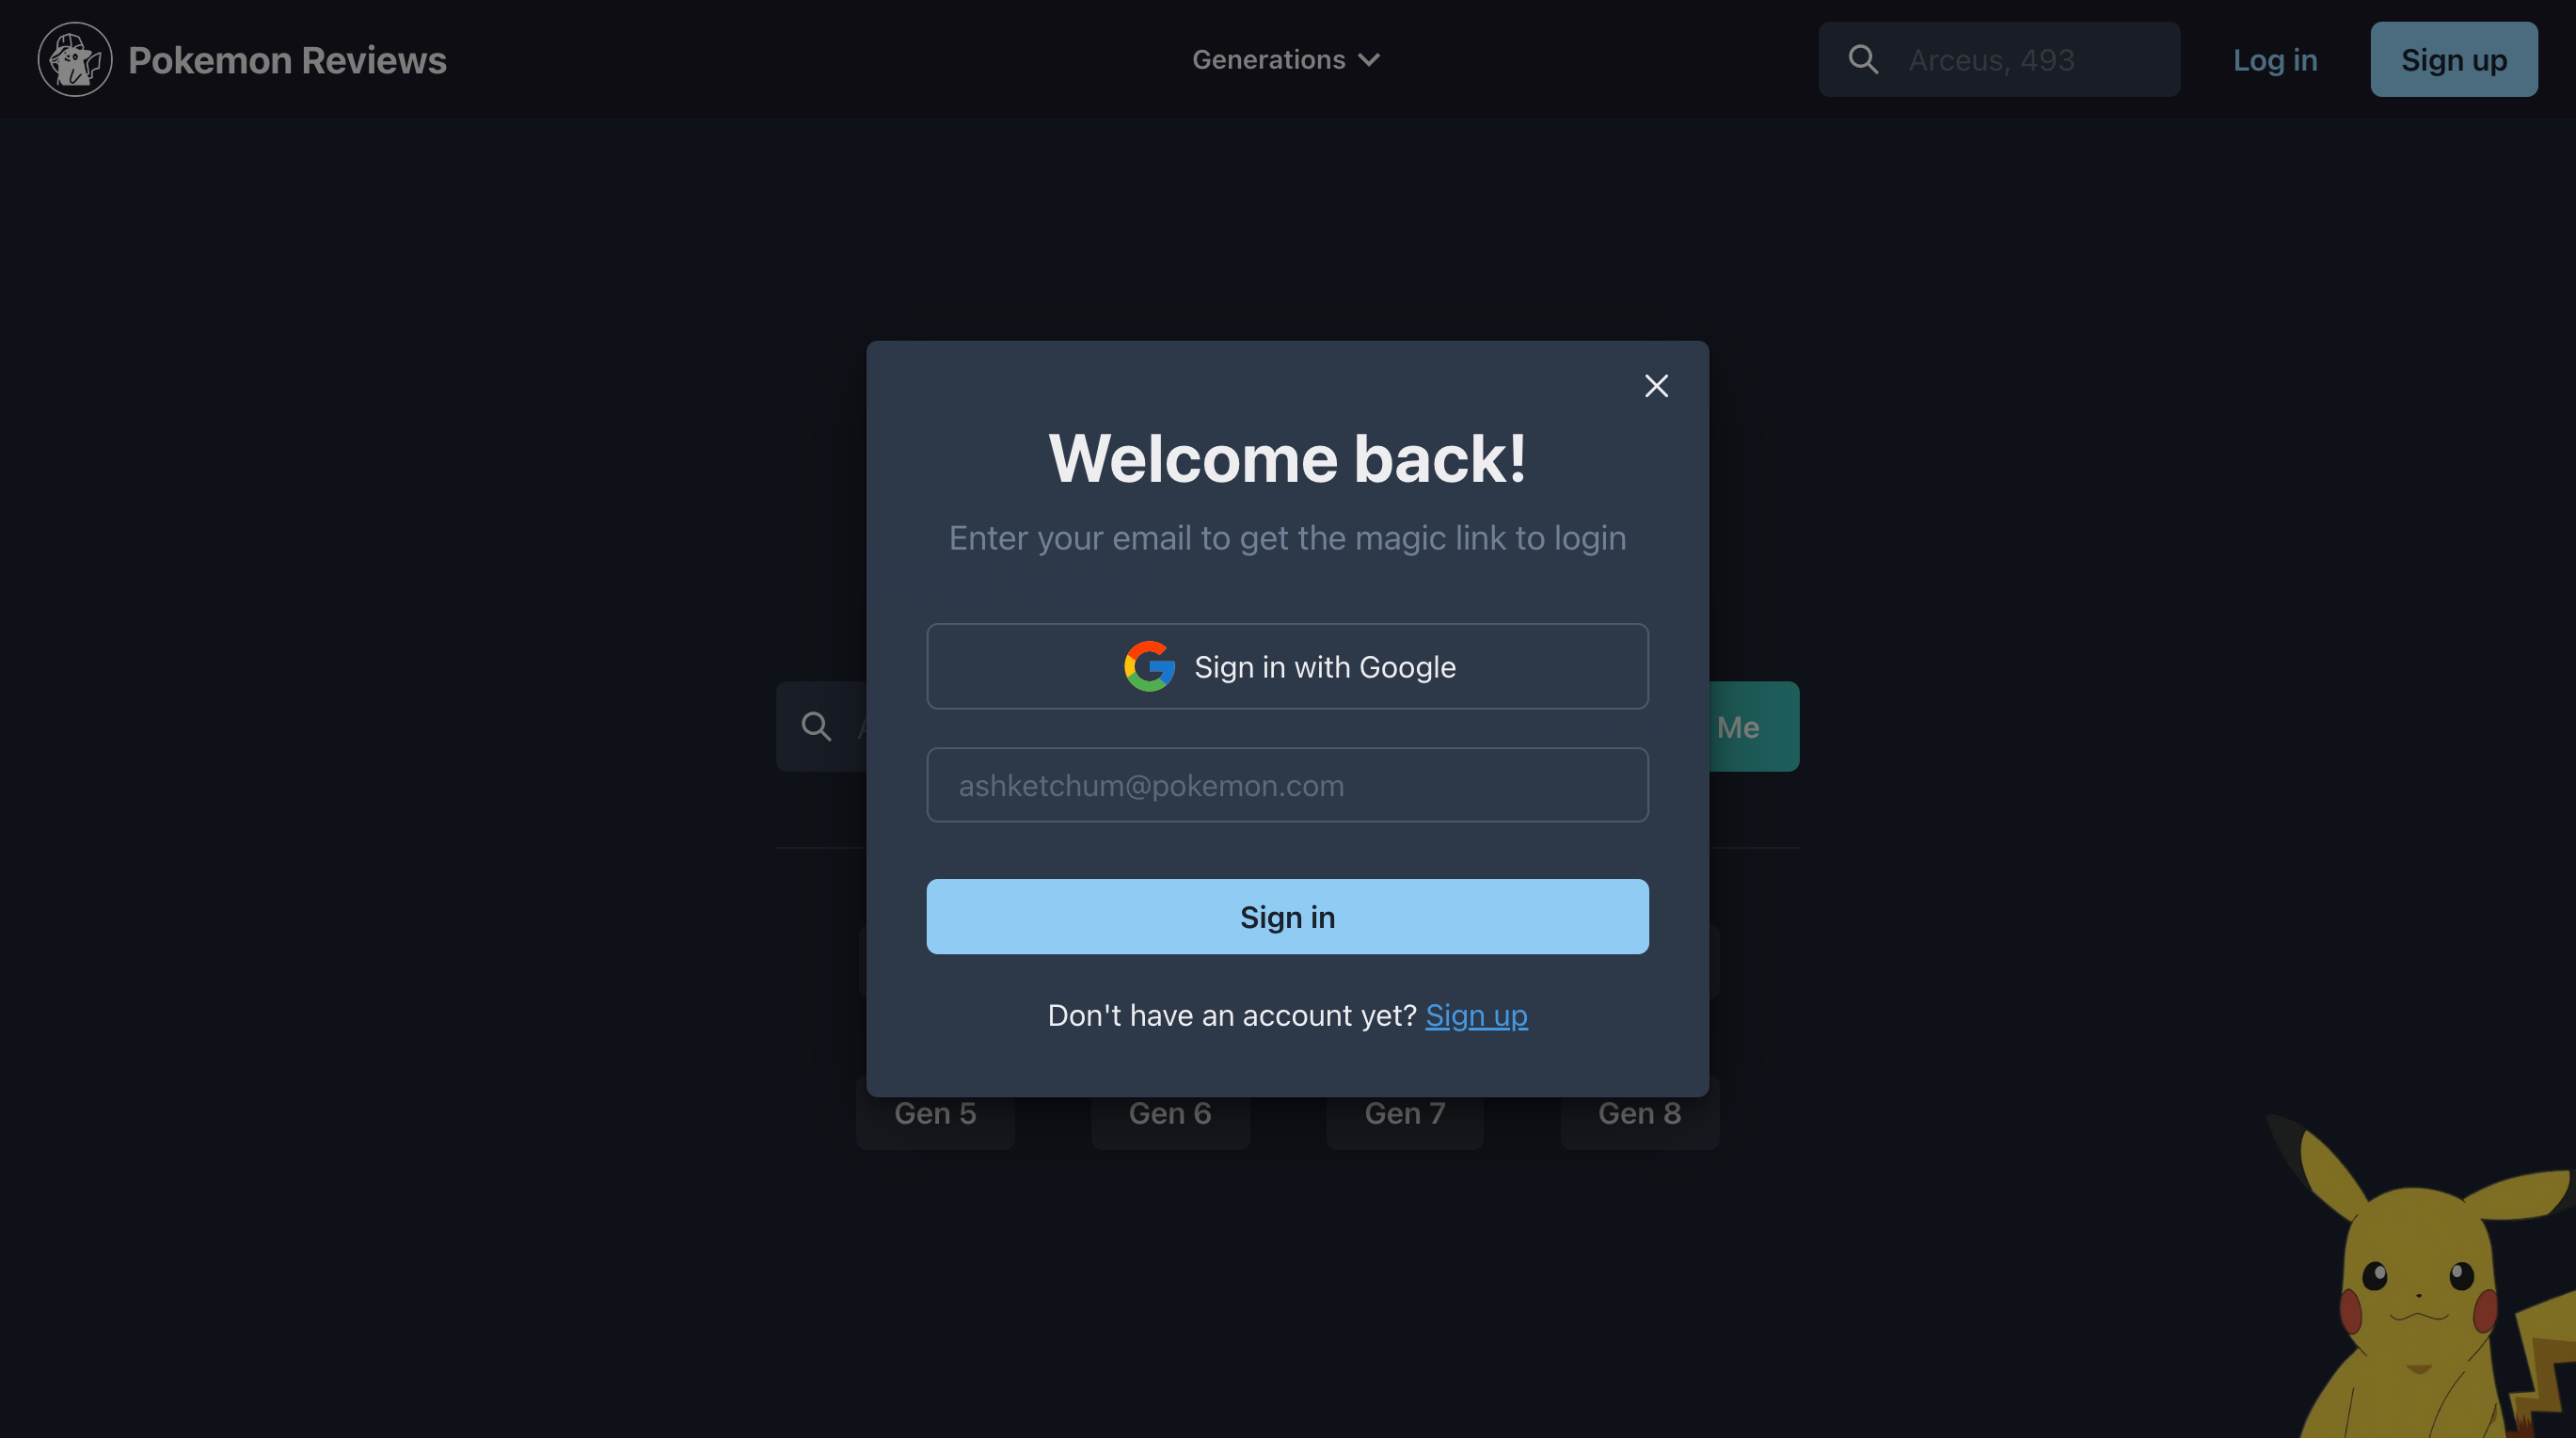 Pokemon Reviews
Generations
Arceus, 493
Log in
Sign up
Welcome back!
Enter your email to get the magic link to login
Sign in with Google
Me
ashketchum@pokemon.com
Sign in
Don't have an account yet? Sign up
Gen 5
Gen 6
Gen 7
Gen 8